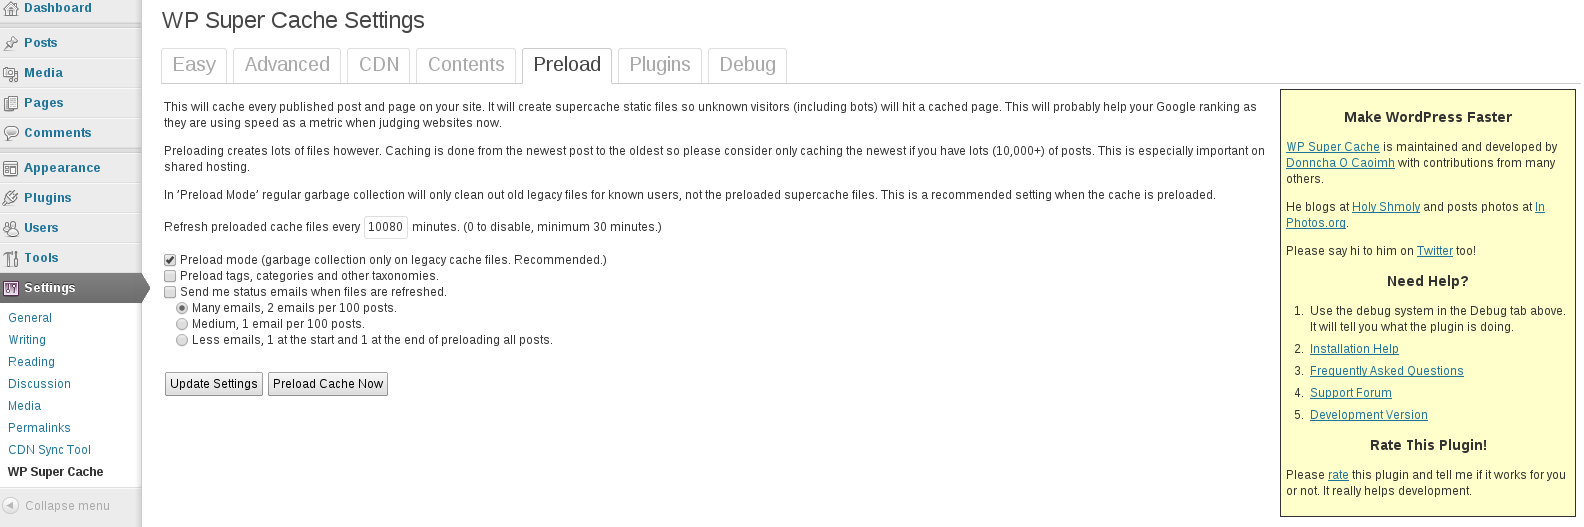 Dashboard
Posts
Media
Pages
Comments
Appearance
Plugins
Users
Tools
Settings
General
Writing
Reading
Discussion
Media
Permalinks
CDN Sync Tool
WP Super Cache
Collapse menu
WP Super Cache Settings
Easy Advanced CDN Contents Preload Plugins Debug
This will cache every published post and page on your site. It will create supercache static files so unknown visitors (including bots) will hit a cached page. This will probably help your Google ranking as
they are using speed as a metric when judging websites now.
Preloading creates lots of files however. Caching is done from the newest post to the oldest so please consider only caching the newest if you have lots (10,000+) of posts. This is especially important on
shared hosting.
In 'Preload Mode' regular garbage collection will only clean out old legacy files for known users, not the preloaded supercache files. This is a recommended setting when the cache is preloaded.
Refresh preloaded cache files every 10080 minutes. (0 to disable, minimum 30 minutes.)
Preload mode (garbage collection only on legacy cache files. Recommended.)
Preload tags, categories and other taxonomies.
Send me status emails when files are refreshed.
Many emails, 2 emails per 100 posts.
Medium, 1 email per 100 posts.
Less emails, 1 at the start and 1 at the end of preloading all posts.
Update Settings Preload Cache Now
Make WordPress Faster
WP Super Cache is maintained and developed by
Donncha O Caoimh with contributions from many
others.
He blogs at Holy Shmoly and posts photos at In
Photos.org.
Please say hi to him on Twitter too!
Need Help?
1. Use the debug system in the Debug tab above.
It will tell you what the plugin is doing.
2. Installation Help
3. Frequently Asked Questions
4. Support Forum
5. Development Version
Rate This Plugin!
Please rate this plugin and tell me if it works for you
or not. It really helps development.